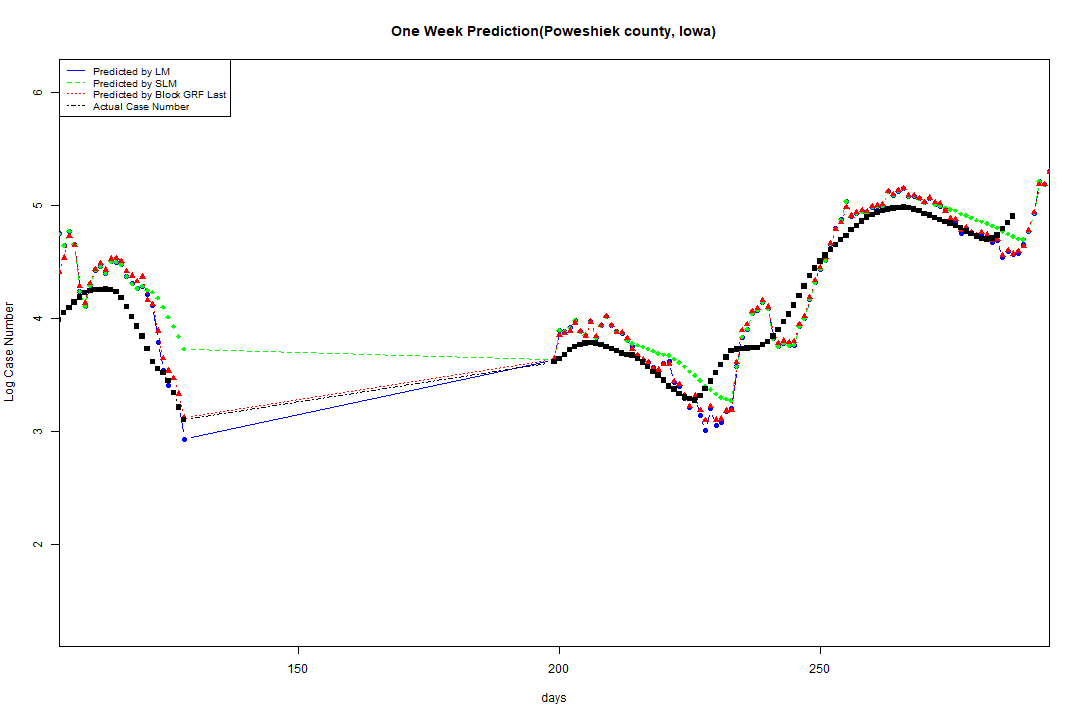 One Week Prediction(Poweshiek county, Iowa)
Predicted by LM
Predicted by SLM
Predicted by Block GRF Last
Actual Case Number
6
5
4
3
2
Log Case Number
150
200
250
days